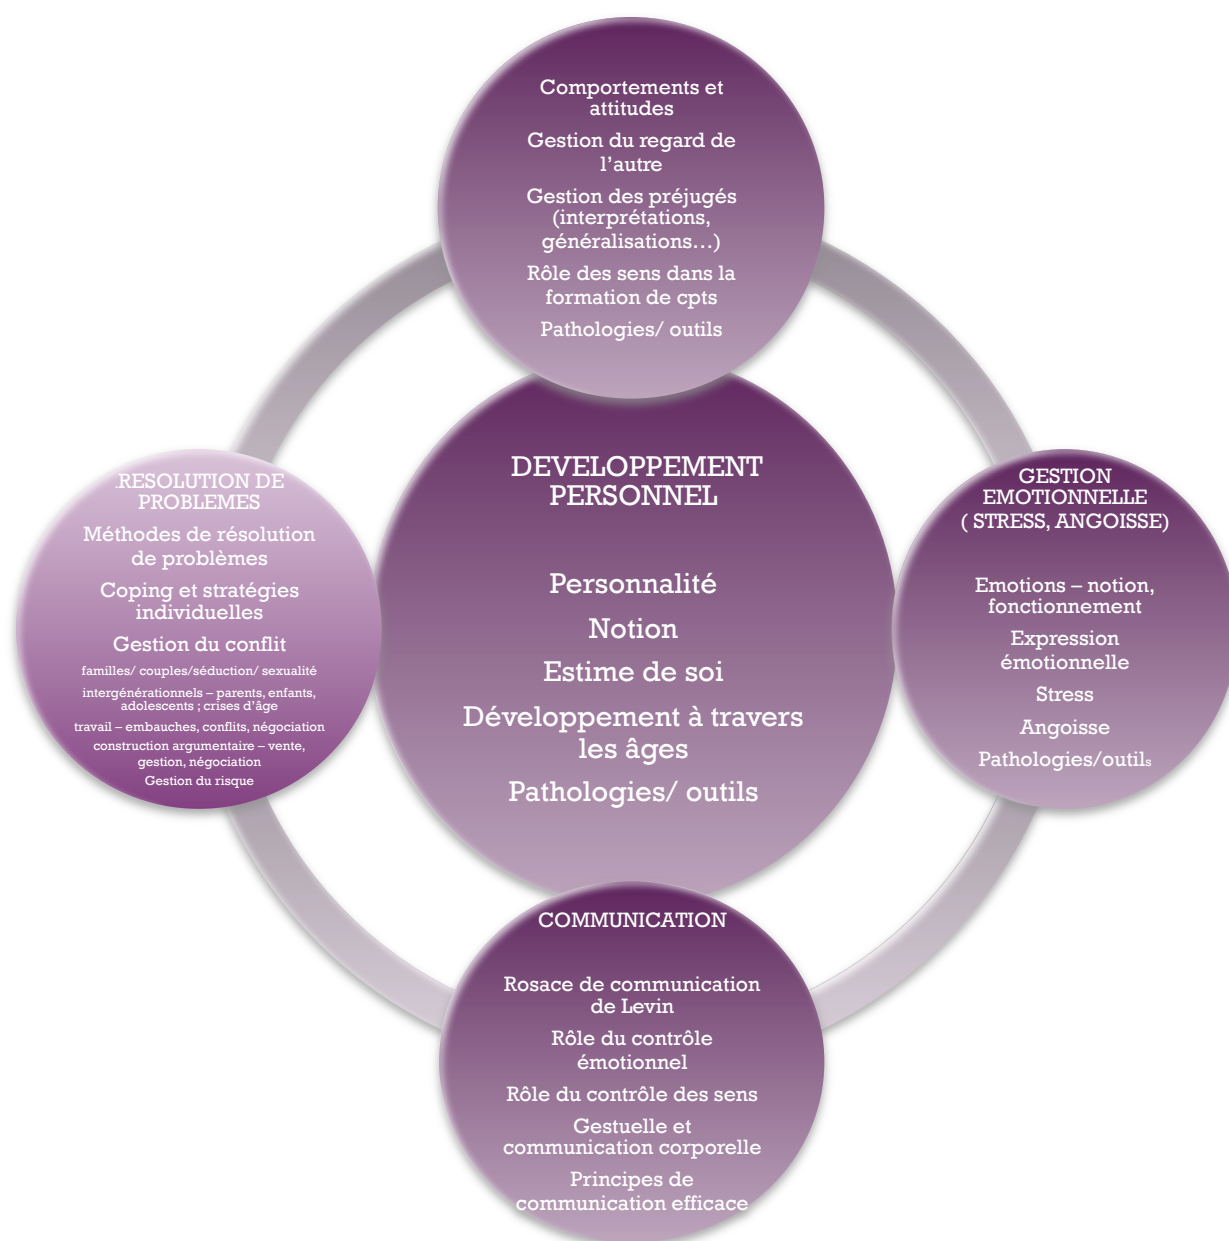 Comportements et
attitudes
Gestion du regard de
l’autre
Gestion des préjugés
(interprétations,
généralisations…)
Rôle des sens dans la
formation de cpts
Pathologies/ outils
DEVELOPPEMENT
PERSONNEL
Personnalité
Notion
Estime de soi
Développement à travers
les âges
Pathologies/ outils
.RESOLUTION DE
PROBLEMES
Méthodes de résolution
de problèmes
Coping et stratégies
individuelles
Gestion du conflit
familles/ couples/séduction/ sexualité
intergénérationnels – parents, enfants,
adolescents ; crises d’âge
travail – embauches, conflits, négociation
construction argumentaire – vente,
gestion, négociation
Gestion du risque
GESTION
EMOTIONNELLE
( STRESS, ANGOISSE)
Emotions – notion,
fonctionnement
Expression
émotionnelle
Stress
Angoisse
Pathologies/outils
COMMUNICATION
Rosace de communication
de Levin
Rôle du contrôle
émotionnel
Rôle du contrôle des sens
Gestuelle et
communication corporelle
Principes de
communication efficace